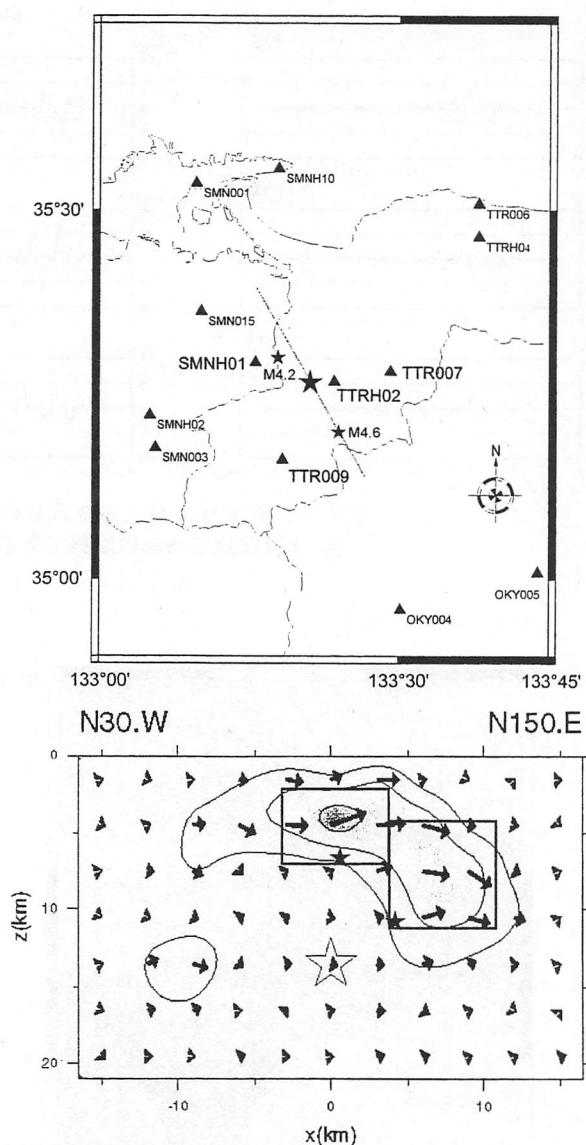 SMNH10
SMN001
35°30'
TTR006
TTRH04
SMN015
SMNH01
M4.2
TTR007
TTRH02
SMNH02
M4.6
SMN003
TTR009
N
35°00'
OKY005
OKY004
133°00'
133°30'
133°45'
N30.W
N150.E
0
10
20
z(km)
-10
0
10
x(km)